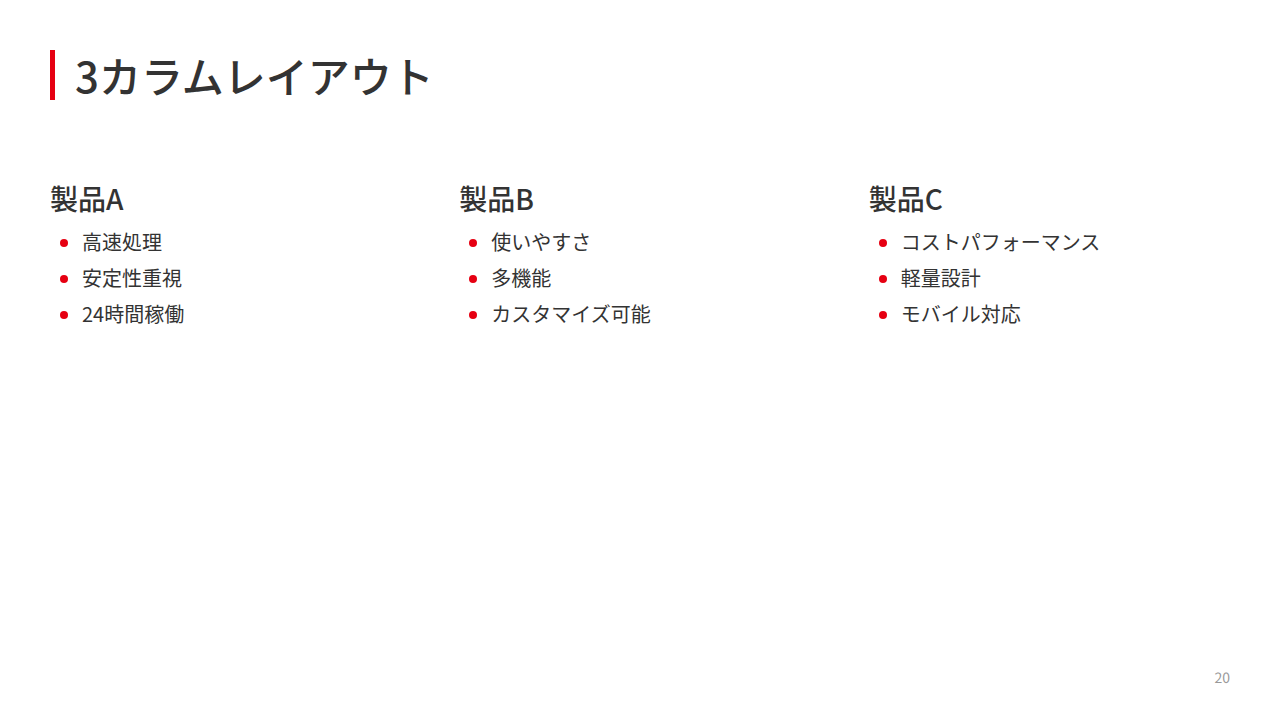 3カラムレイアウト
製品A
高速処理
安定性重視
24時間稼働
製品B
使いやすさ
多機能
カスタマイズ可能
製品C
コストパフォーマンス
軽量設計
モバイル対応
20